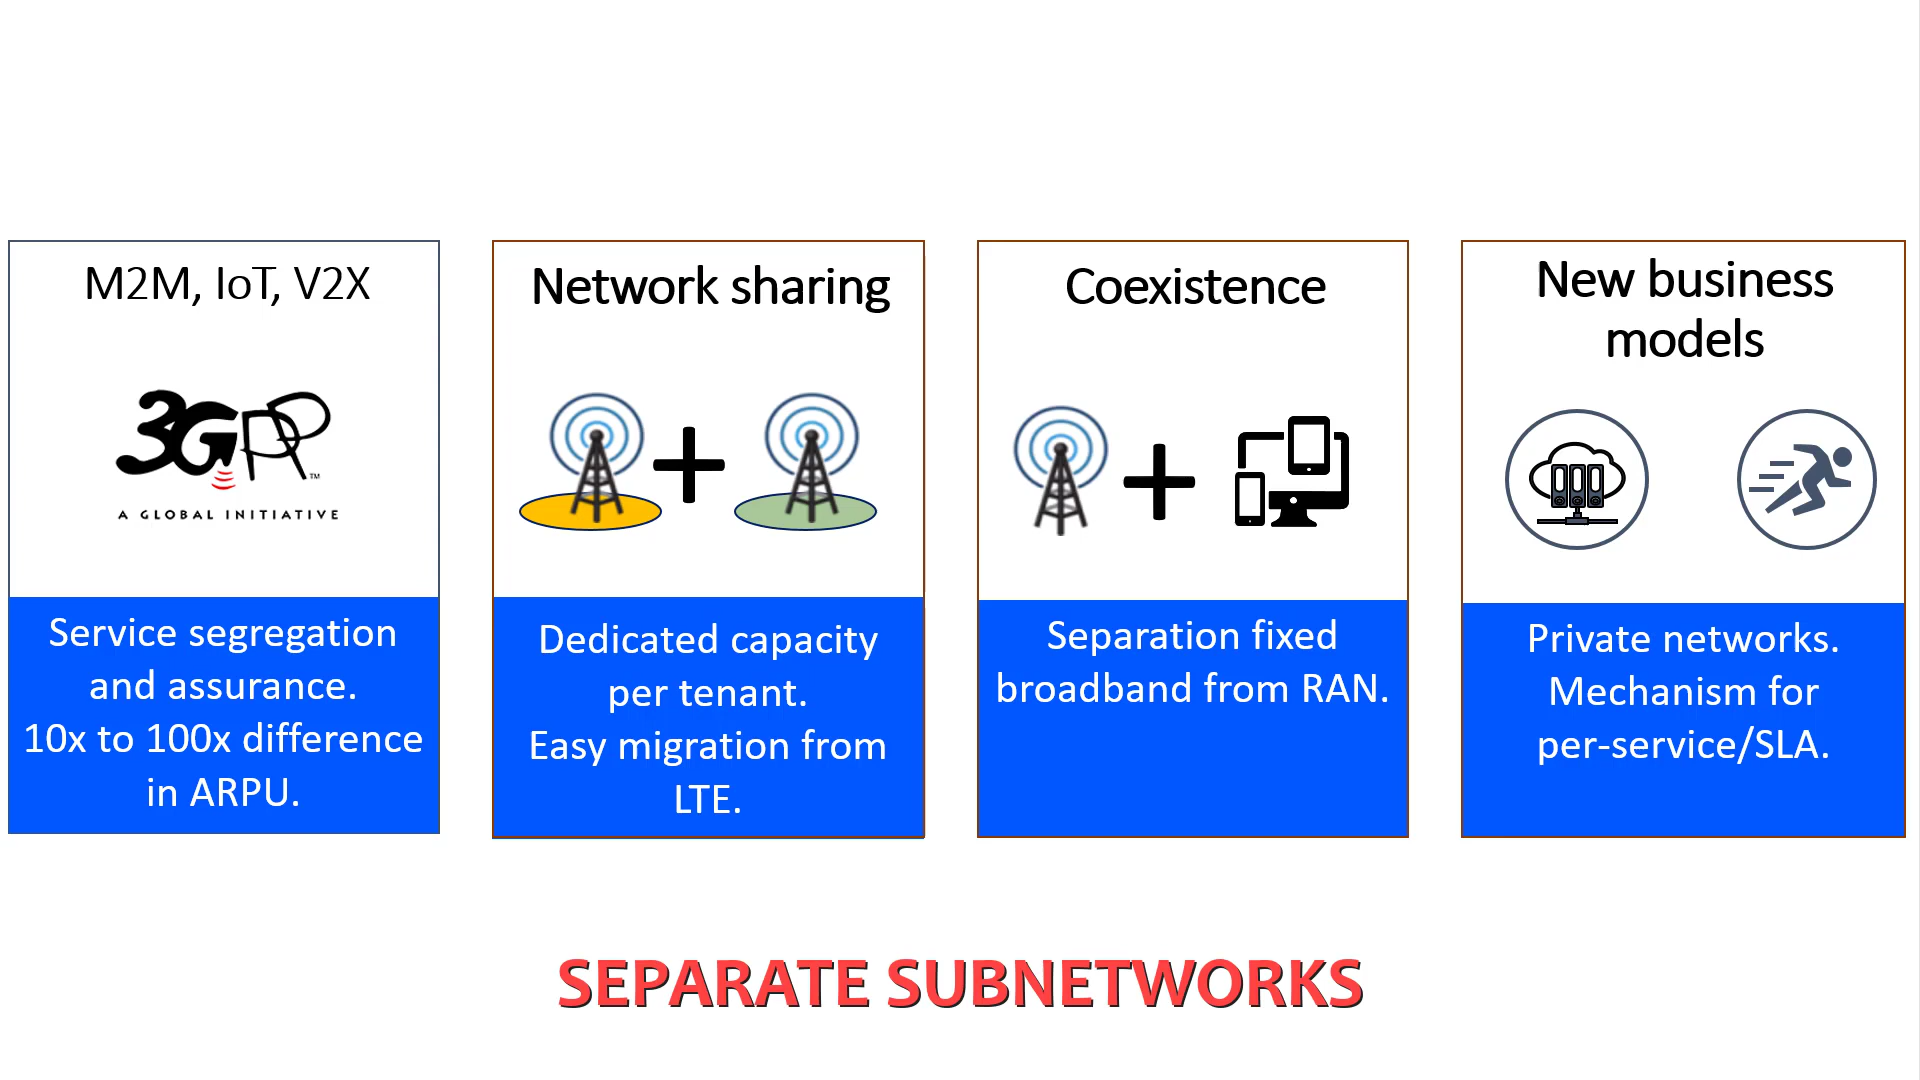 M2M, IoT, V2X
3GPP™
A GLOBAL INITIATIVE
Service segregation
and assurance.
10x to 100x difference
in ARPU.
Network sharing
Dedicated capacity
per tenant.
Easy migration from
LTE.
Coexistence
Separation fixed
broadband from RAN.
New business
models
Private networks.
Mechanism for
per-service/SLA.
SEPARATE SUBNETWORKS